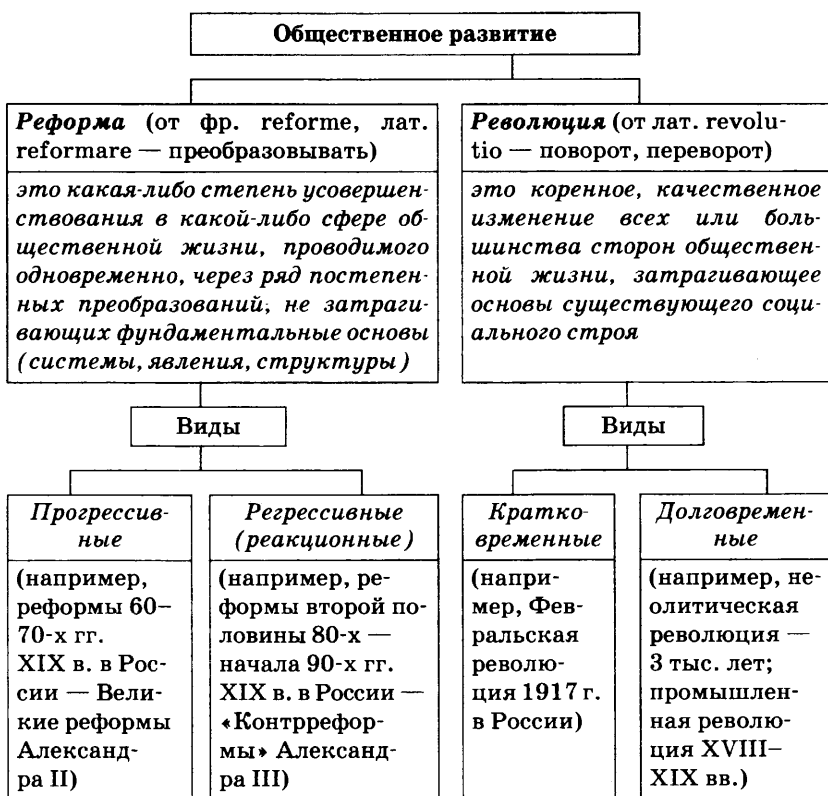 Общественное развитие
Реформа (от фр. reforme, лат.
reformare — преобразовывать)
это какая-либо степень усовершен-
ствования в какой-либо сфере об-
щественной жизни, проводимого
одновременно, через ряд постепен-
ных преобразований, не затраги-
вающих фундаментальные основы
(системы, явления, структуры)
Революция (от лат. revolu-
tio — поворот, переворот)
это коренное, качественное
изменение всех или боль-
шинства сторон обществен-
ной жизни, затрагивающее
основы существующего соци-
ального строя
Виды
Виды
Прогрессив-
ные
(например,
реформы 60–
70-х гг.
XIX в. в Рос-
сии — Вели-
кие реформы
Александ-
ра II)
Регрессивные
(реакционные)
(например, ре-
формы второй по-
ловины 80-х —
начала 90-х гг.
XIX в. в России —
«Контррефор-
мы» Александ-
ра III)
Кратко-
временные
(напри-
мер, Фев-
ральская
револю-
ция 1917 г.
в России)
Долговремен-
ные
(например, не-
олитическая
революция —
3 тыс. лет;
промышлен-
ная револю-
ция XVIII–
XIX вв.)